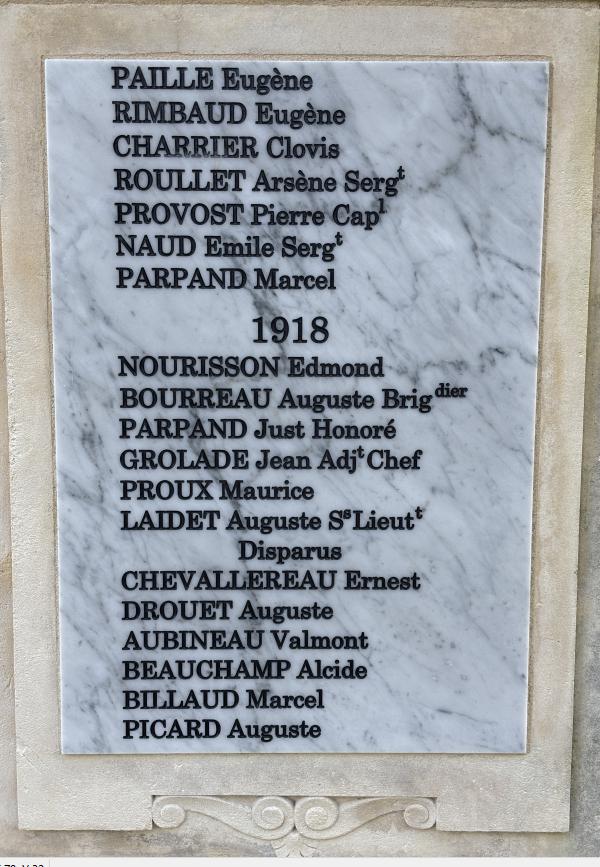 PAILLE Eugène
RIMBAUD Eugène
CHARRIER Clovis
ROULLET Arsène Sergᵗ
PROVOST Pierre Capˡ
NAUD Emile Sergᵗ
PARPAND Marcel
1918
NOURISSON Edmond
BOURREAU Auguste Brigᵈⁱᵉʳ
PARPAND Just Honoré
GROLADE Jean Adjᵗ Chef
PROUX Maurice
LAIDET Auguste SˢLieutᵗ
Disparus
CHEVALLEREAU Ernest
DROUET Auguste
AUBINEAU Valmont
BEAUCHAMP Alcide
BILLAUD Marcel
PICARD Auguste